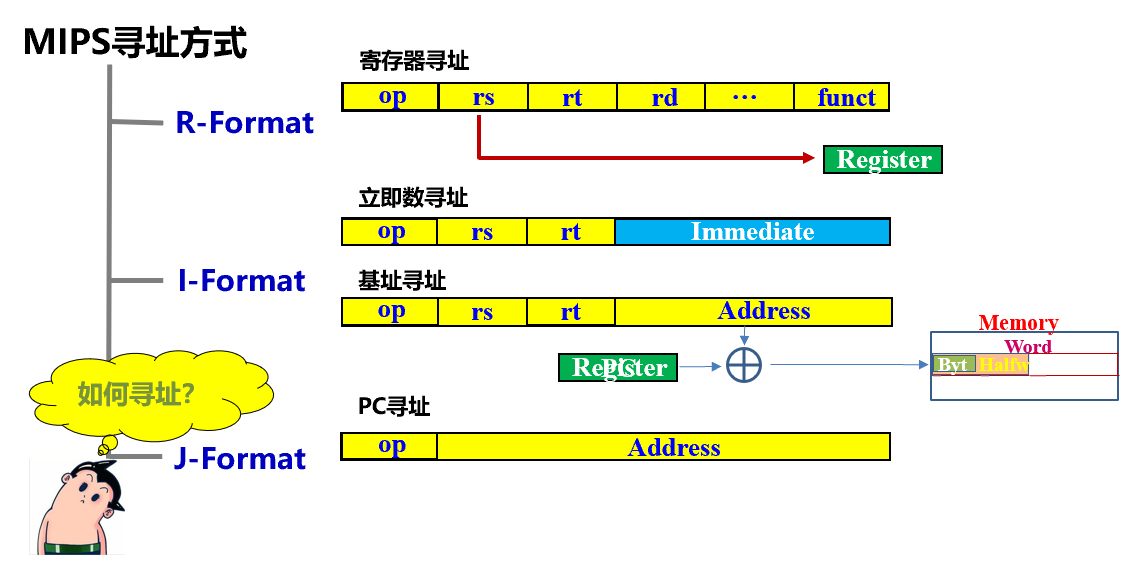 MIPS寻址方式
寄存器寻址
op rs rt rd … funct
R-Format
Register
立即数寻址
op rs rt Immediate
I-Format
基址寻址
op rs rt Address
Memory
Word
Register
PC
Byt Halfw
如何寻址?
PC寻址
op Address
J-Format